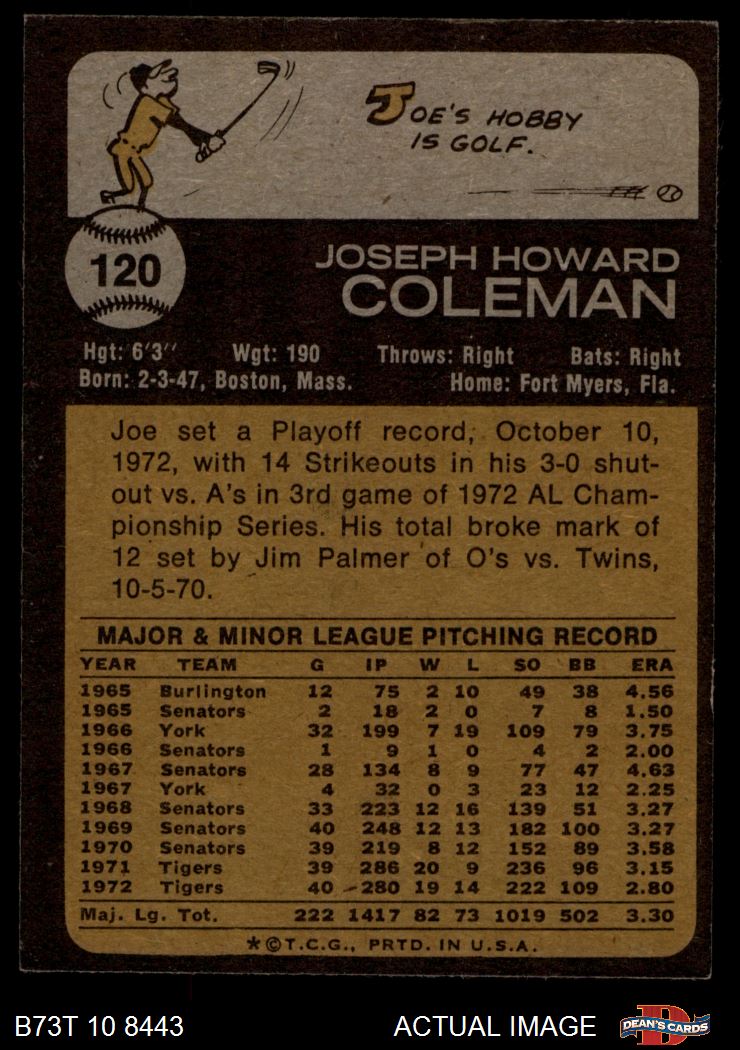 JOE'S HOBBY
IS GOLF.
120
JOSEPH HOWARD
COLEMAN
Hgt: 6'3'' Wgt: 190 Throws: Right Bats: Right
Born: 2-3-47, Boston, Mass. Home: Fort Myers, Fla.
Joe set a Playoff record, October 10,
1972, with 14 Strikeouts in his 3-0 shut-
out vs. A's in 3rd game of 1972 AL Cham-
pionship Series. His total broke mark of
12 set by Jim Palmer of O's vs. Twins,
10-5-70.
MAJOR & MINOR LEAGUE PITCHING RECORD
YEAR TEAM G IP W L SO BB ERA
1965 Burlington 12 75 2 10 49 38 4.56
1965 Senators 2 18 2 0 7 8 1.50
1966 York 32 199 7 19 109 79 3.75
1966 Senators 1 9 1 0 4 2 2.00
1967 Senators 28 134 8 9 77 47 4.63
1967 York 4 32 0 3 23 12 2.25
1968 Senators 33 223 12 16 139 51 3.27
1969 Senators 40 248 12 13 182 100 3.27
1970 Senators 39 219 8 12 152 89 3.58
1971 Tigers 39 286 20 9 236 96 3.15
1972 Tigers 40 280 19 14 222 109 2.80
Maj. Lg. Tot. 222 1417 82 73 1019 502 3.30
*©T.C.G., PRTD. IN U.S.A.
B73T 10 8443 ACTUAL IMAGE D DEAN'S CARDS